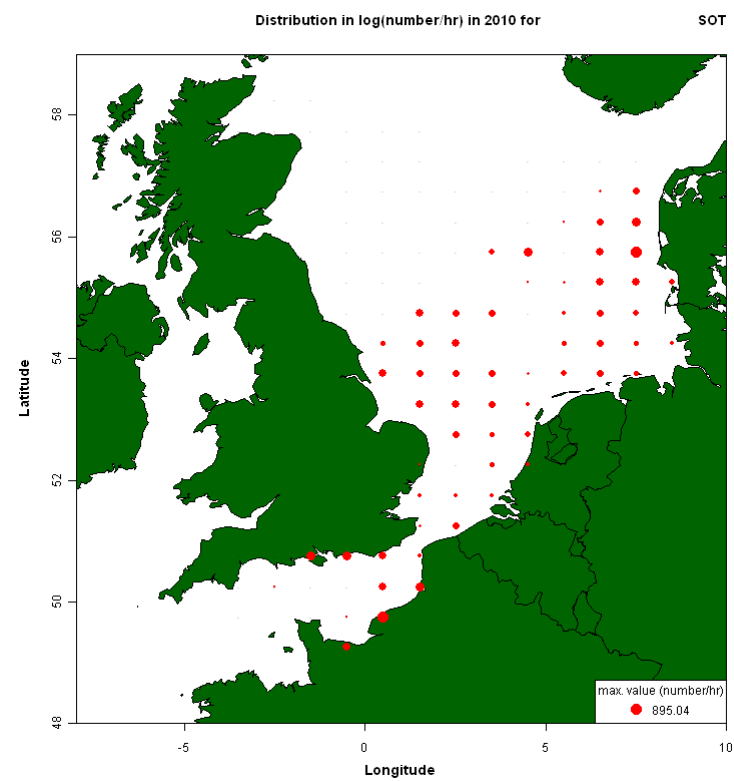 Distribution in log(number/hr) in 2010 for SOT
58
56
54
52
50
48
Latitude
-5 0 5 10
Longitude
max. value (number/hr)
895.04